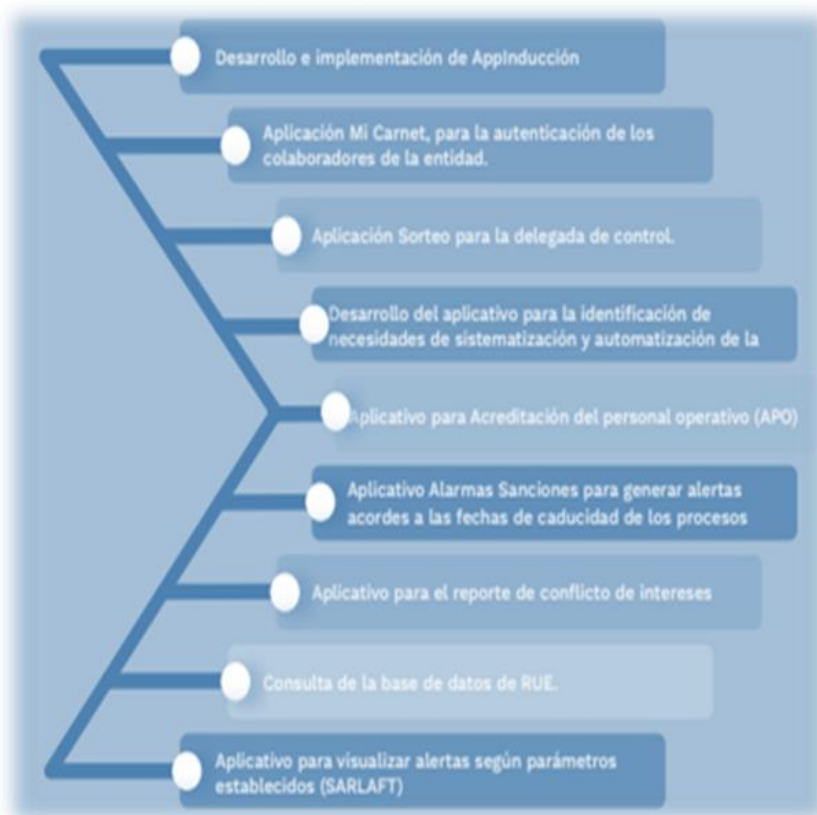 Desarrollo e implementación de AppInducción
Aplicación Mi Carnet, para la autenticación de los
colaboradores de la entidad.
Aplicación Sorteo para la delegada de control.
Desarrollo del aplicativo para la identificación de
necesidades de sistematización y automatización de la
Aplicativo para Acreditación del personal operativo (APO)
Aplicativo Alarmas Sanciones para generar alertas
acordes a las fechas de caducidad de los procesos
Aplicativo para el reporte de conflicto de intereses
Consulta de la base de datos de RUE.
Aplicativo para visualizar alertas según parámetros
establecidos (SARLAFT)